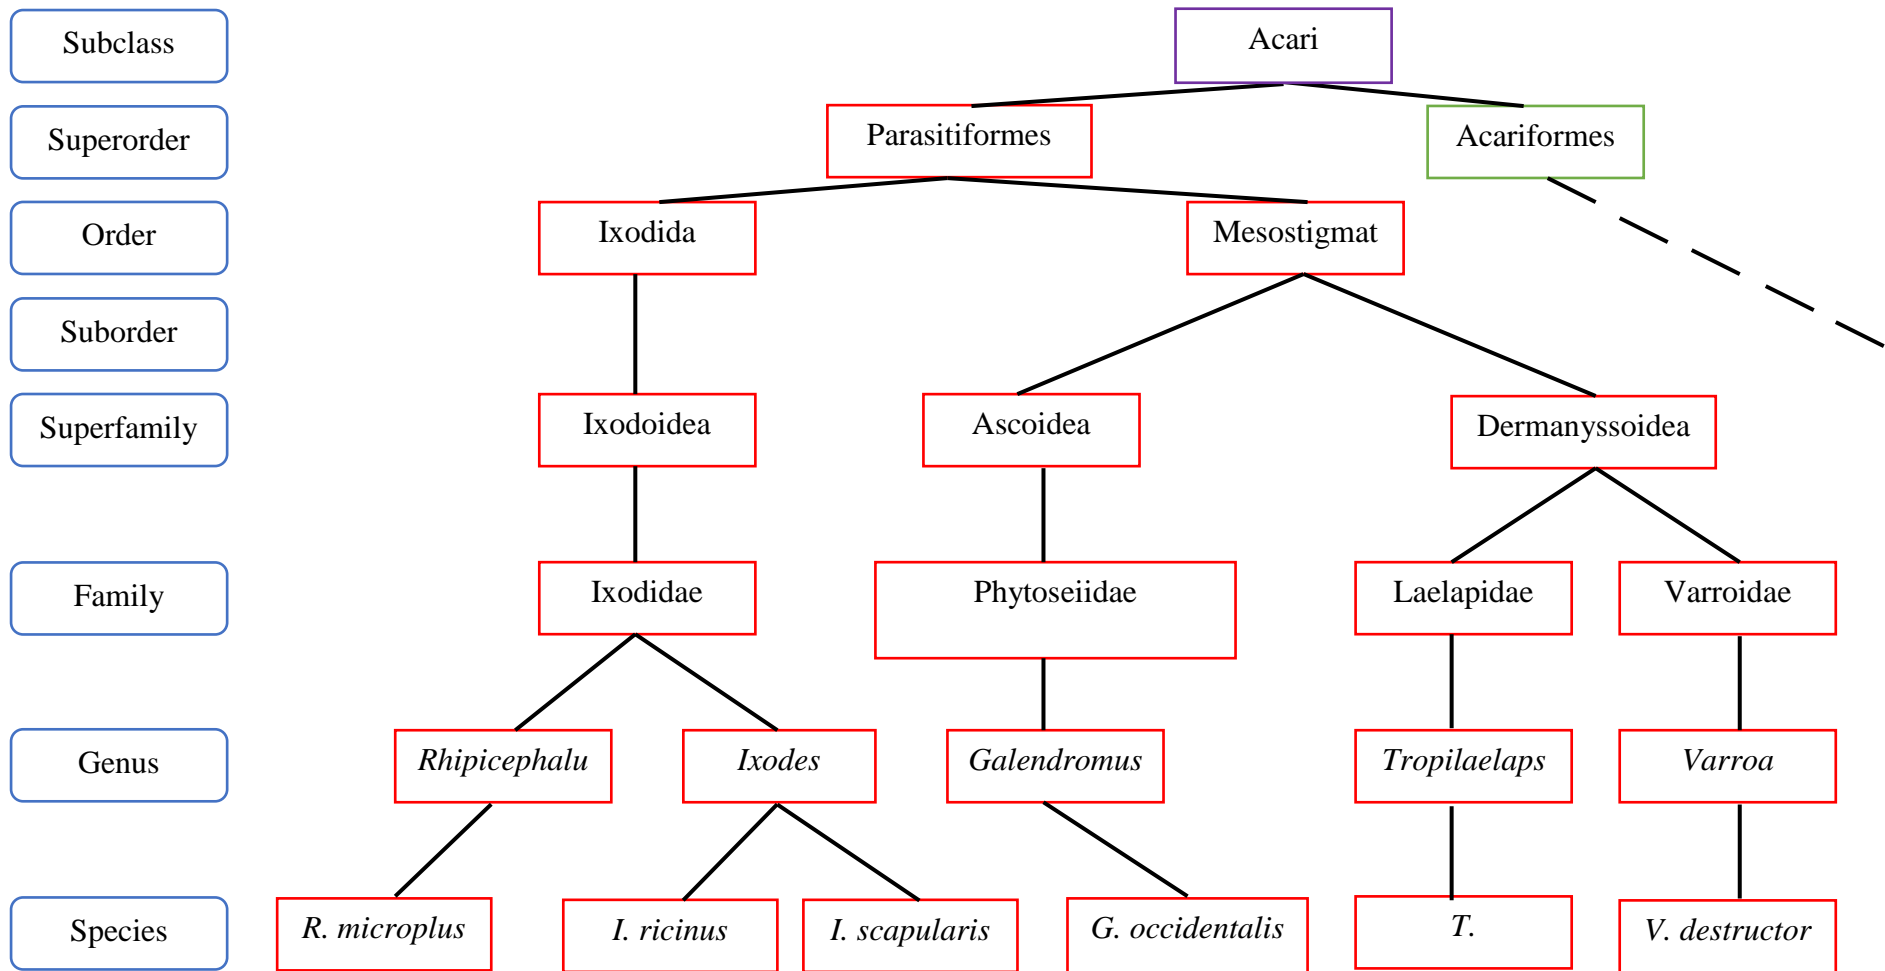 Subclass
Acari
Superorder
Parasitiformes
Acariformes
Order
Ixodida
Mesostigmat
Suborder
Superfamily
Ixodoidea
Ascoidea
Dermanyssoidea
Family
Ixodidae
Phytoseiidae
Laelapidae
Varroidae
Genus
Rhipicephalu
Ixodes
Galendromus
Tropilaelaps
Varroa
Species
R. microplus
I. ricinus
I. scapularis
G. occidentalis
T.
V. destructor